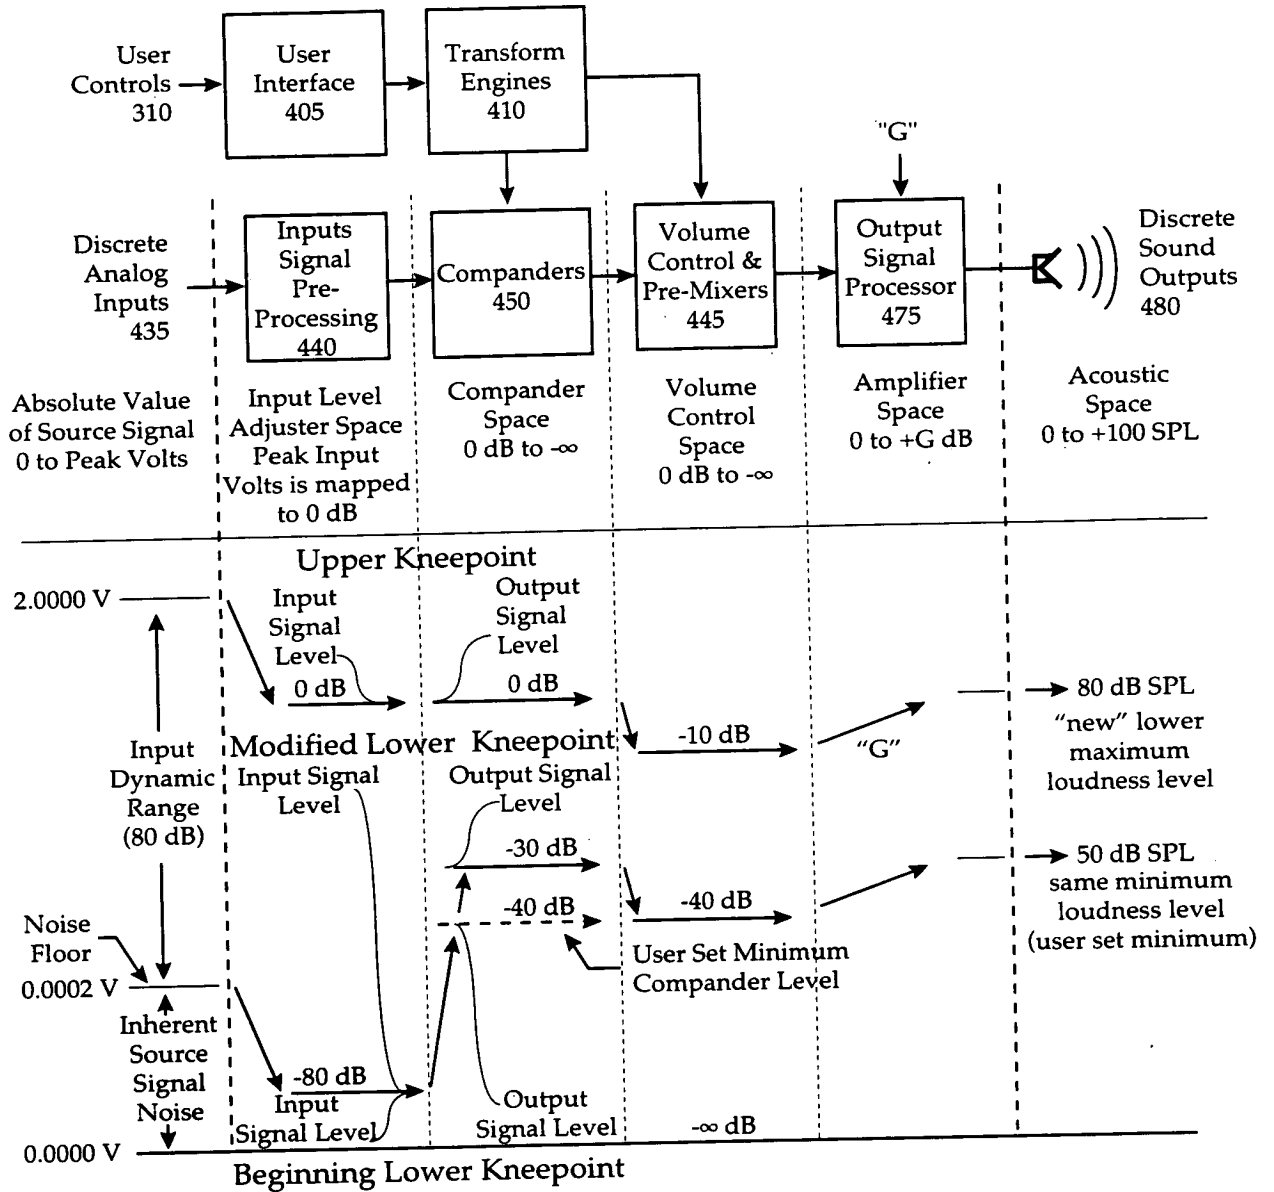 User
Controls
310
User
Interface
405
Transform
Engines
410
"G"
Discrete
Analog
Inputs
435
Inputs
Signal
Pre-
Processing
440
Companders
450
Volume
Control &
Pre-Mixers
445
Output
Signal
Processor
475
Discrete
Sound
Outputs
480
Absolute Value
of Source Signal
0 to Peak Volts
Input Level
Adjuster Space
Peak Input
Volts is mapped
to 0 dB
Compander
Space
0 dB to -∞
Volume
Control
Space
0 dB to -∞
Amplifier
Space
0 to +G dB
Acoustic
Space
0 to +100 SPL
Upper Kneepoint
2.0000 V
Input
Signal
Level
0 dB
Output
Signal
Level
0 dB
-10 dB
"G"
80 dB SPL
"new" lower
maximum
loudness level
Input
Dynamic
Range
(80 dB)
Modified Lower Kneepoint
Input Signal
Level
Output Signal
Level
-30 dB
-40 dB
-40 dB
50 dB SPL
same minimum
loudness level
(user set minimum)
User Set Minimum
Compander Level
Noise
Floor
0.0002 V
Inherent
Source
Signal
Noise
-80 dB
Input
Signal Level
Output
Signal Level
-∞ dB
0.0000 V
Beginning Lower Kneepoint